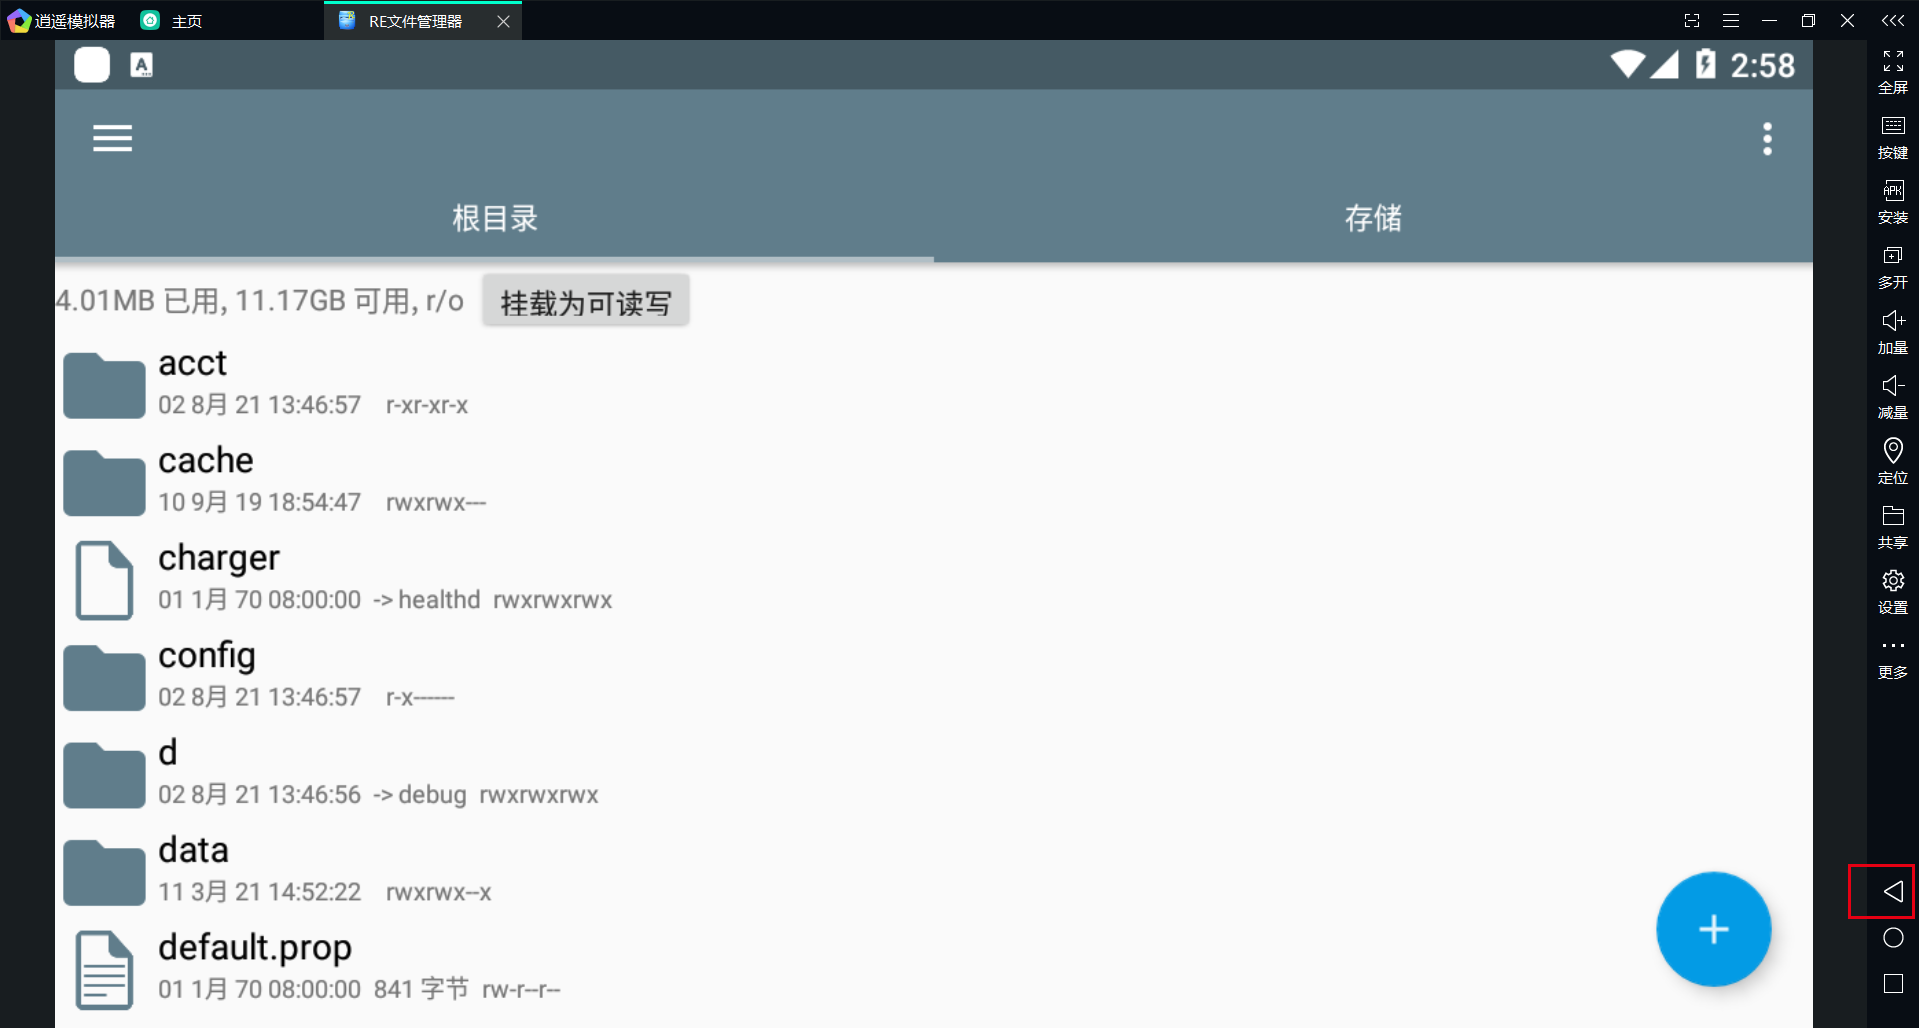 逍遥模拟器 主页 RE文件管理器
A 2:58
根目录 存储
4.01MB 已用, 11.17GB 可用, r/o 挂载为可读写
acct
02 8月 21 13:46:57 r-xr-xr-x
cache
10 9月 19 18:54:47 rwxrwx---
charger
01 1月 70 08:00:00 -> healthd rwxrwxrwx
config
02 8月 21 13:46:57 r-x------
d
02 8月 21 13:46:56 -> debug rwxrwxrwx
data
11 3月 21 14:52:22 rwxrwx--x
default.prop
01 1月 70 08:00:00 841 字节 rw-r--r--
全屏
按键
APK
安装
多开
加量
减量
定位
共享
设置
更多